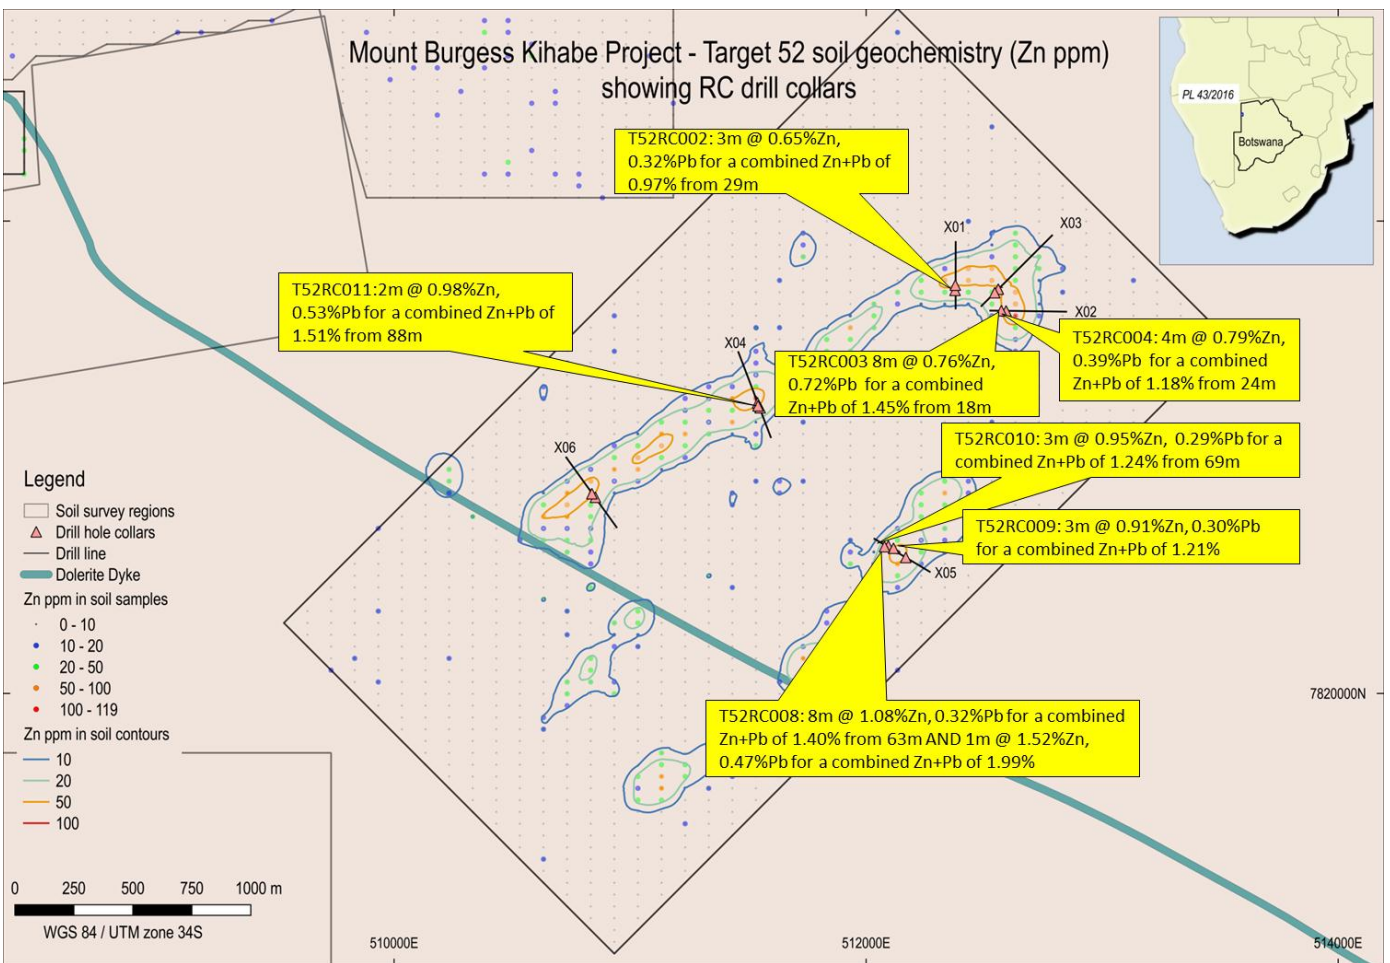 Mount Burgess Kihabe Project - Target 52 soil geochemistry (Zn ppm)
showing RC drill collars
PL 43/2016
Botswana
T52RC002: 3m @ 0.65%Zn,
0.32%Pb for a combined Zn+Pb of
0.97% from 29m
X01
X03
X02
T52RC011:2m @ 0.98%Zn,
0.53%Pb for a combined Zn+Pb of
1.51% from 88m
X04
T52RC003 8m @ 0.76%Zn,
0.72%Pb for a combined
Zn+Pb of 1.45% from 18m
T52RC004: 4m @ 0.79%Zn,
0.39%Pb for a combined
Zn+Pb of 1.18% from 24m
X06
T52RC010: 3m @ 0.95%Zn, 0.29%Pb for a
combined Zn+Pb of 1.24% from 69m
T52RC009: 3m @ 0.91%Zn, 0.30%Pb
for a combined Zn+Pb of 1.21%
X05
T52RC008: 8m @ 1.08%Zn, 0.32%Pb for a combined
Zn+Pb of 1.40% from 63m AND 1m @ 1.52%Zn,
0.47%Pb for a combined Zn+Pb of 1.99%
7820000N
Legend
Soil survey regions
Drill hole collars
Drill line
Dolerite Dyke
Zn ppm in soil samples
0 - 10
10 - 20
20 - 50
50 - 100
100 - 119
Zn ppm in soil contours
10
20
50
100
0 250 500 750 1000 m
WGS 84 / UTM zone 34S
510000E
512000E
514000E